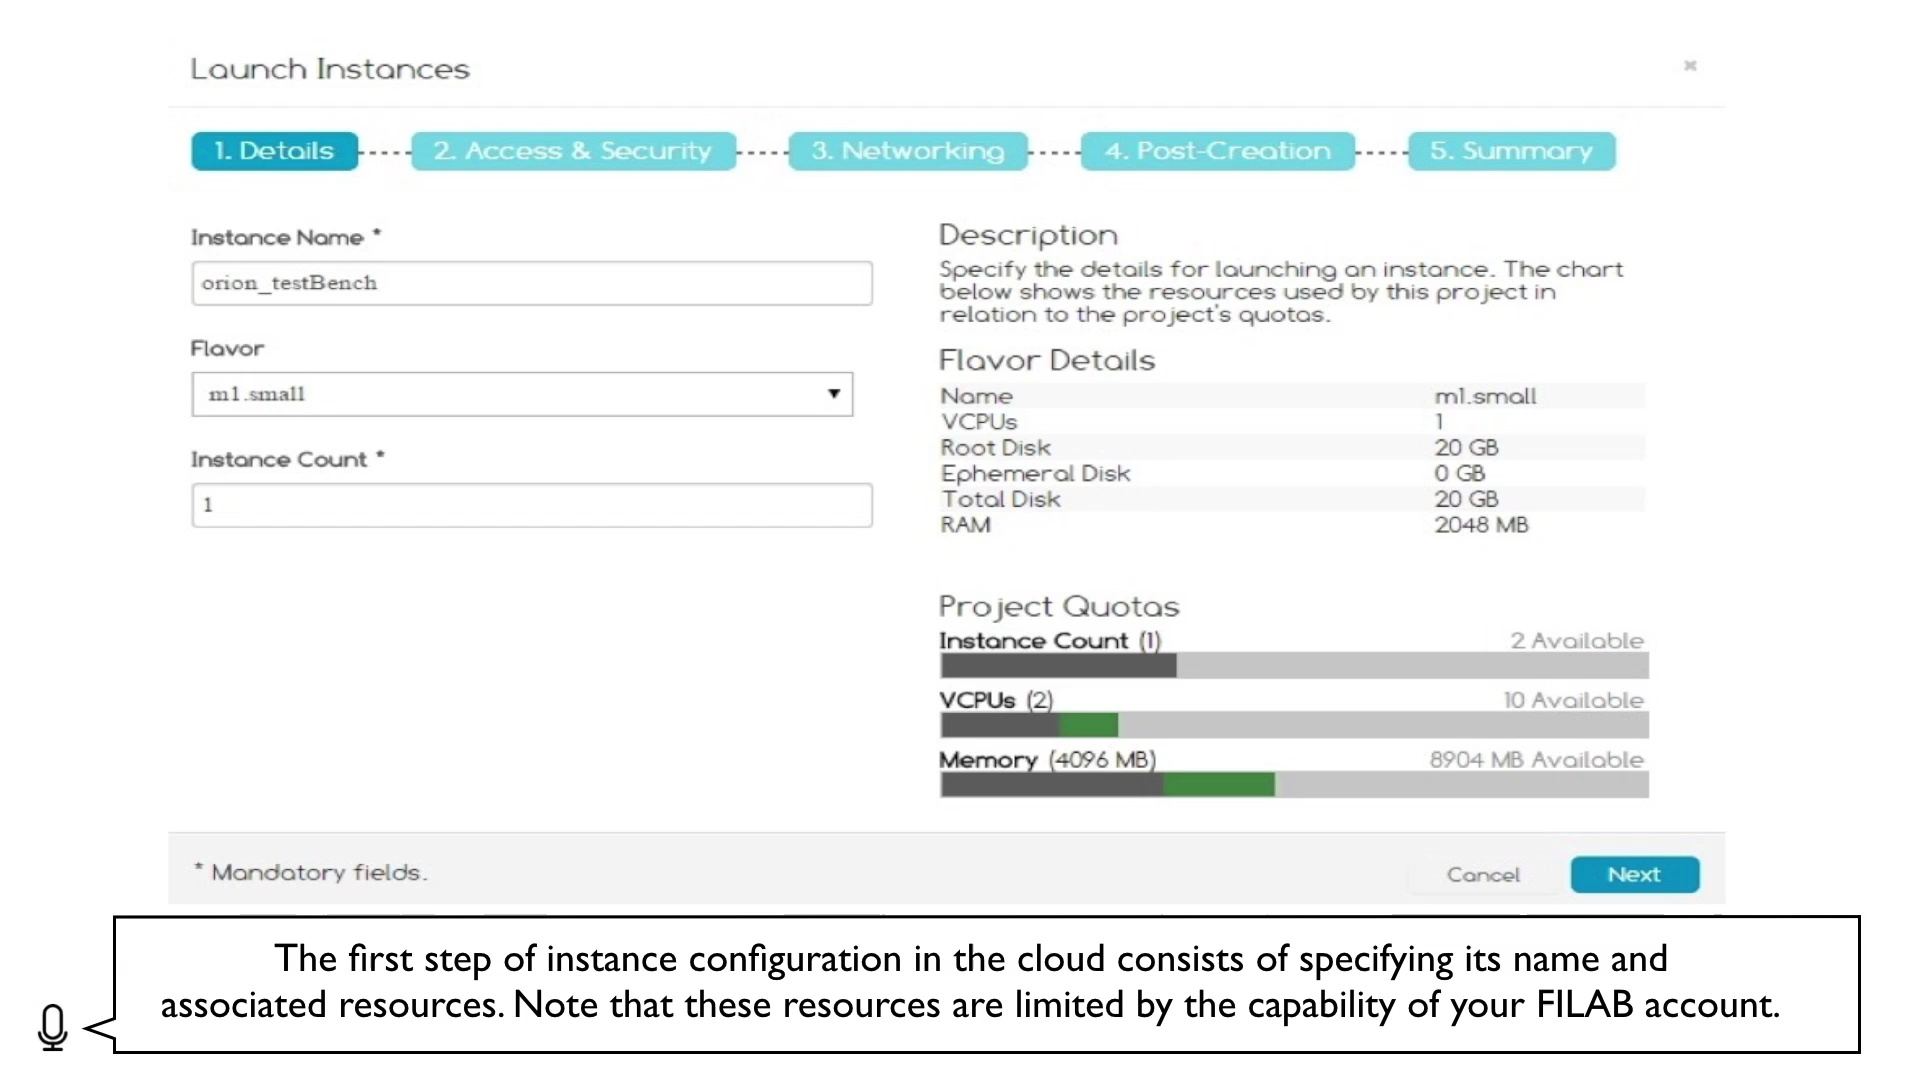 Launch Instances
×
1. Details
2. Access & Security
3. Networking
4. Post-Creation
5. Summary
Instance Name *
orion_testBench
Flavor
m1.small
Instance Count *
1
Description
Specify the details for launching an instance. The chart
below shows the resources used by this project in
relation to the project's quotas.
Flavor Details
Name m1.small
VCPUs 1
Root Disk 20 GB
Ephemeral Disk 0 GB
Total Disk 20 GB
RAM 2048 MB
Project Quotas
Instance Count (1) 2 Available
VCPUs (2) 10 Available
Memory (4096 MB) 8904 MB Available
* Mandatory fields.
Cancel
Next
The first step of instance configuration in the cloud consists of specifying its name and
associated resources. Note that these resources are limited by the capability of your FILAB account.